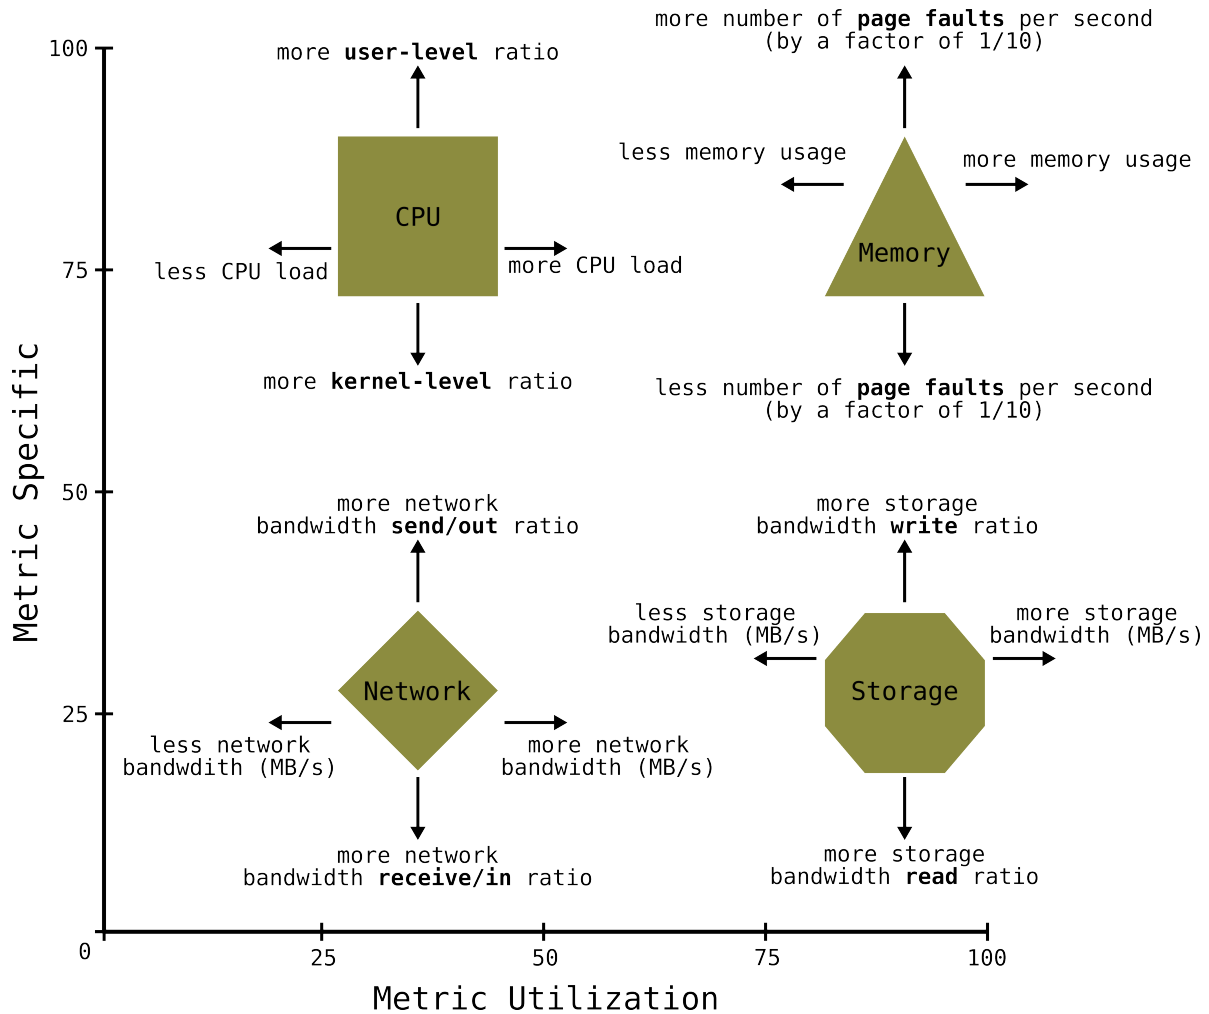 more number of page faults per second
(by a factor of 1/10)
100
more user-level ratio
less memory usage
more memory usage
CPU
Memory
less CPU load
more CPU load
75
more kernel-level ratio
less number of page faults per second
(by a factor of 1/10)
Metric Specific
50
more network
bandwidth send/out ratio
more storage
bandwidth write ratio
less storage
bandwidth (MB/s)
more storage
bandwidth (MB/s)
Network
Storage
25
less network
bandwdith (MB/s)
more network
bandwidth (MB/s)
more network
bandwidth receive/in ratio
more storage
bandwidth read ratio
0
25
50
75
100
Metric Utilization